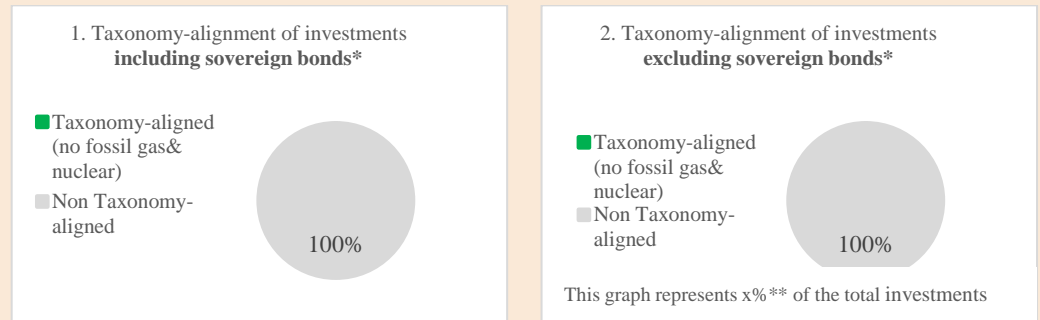 1. Taxonomy-alignment of investments
including sovereign bonds*
Taxonomy-aligned
(no fossil gas&
nuclear)
Non Taxonomy-
aligned
100%
2. Taxonomy-alignment of investments
excluding sovereign bonds*
Taxonomy-aligned
(no fossil gas&
nuclear)
Non Taxonomy-
aligned
100%
This graph represents x%** of the total investments